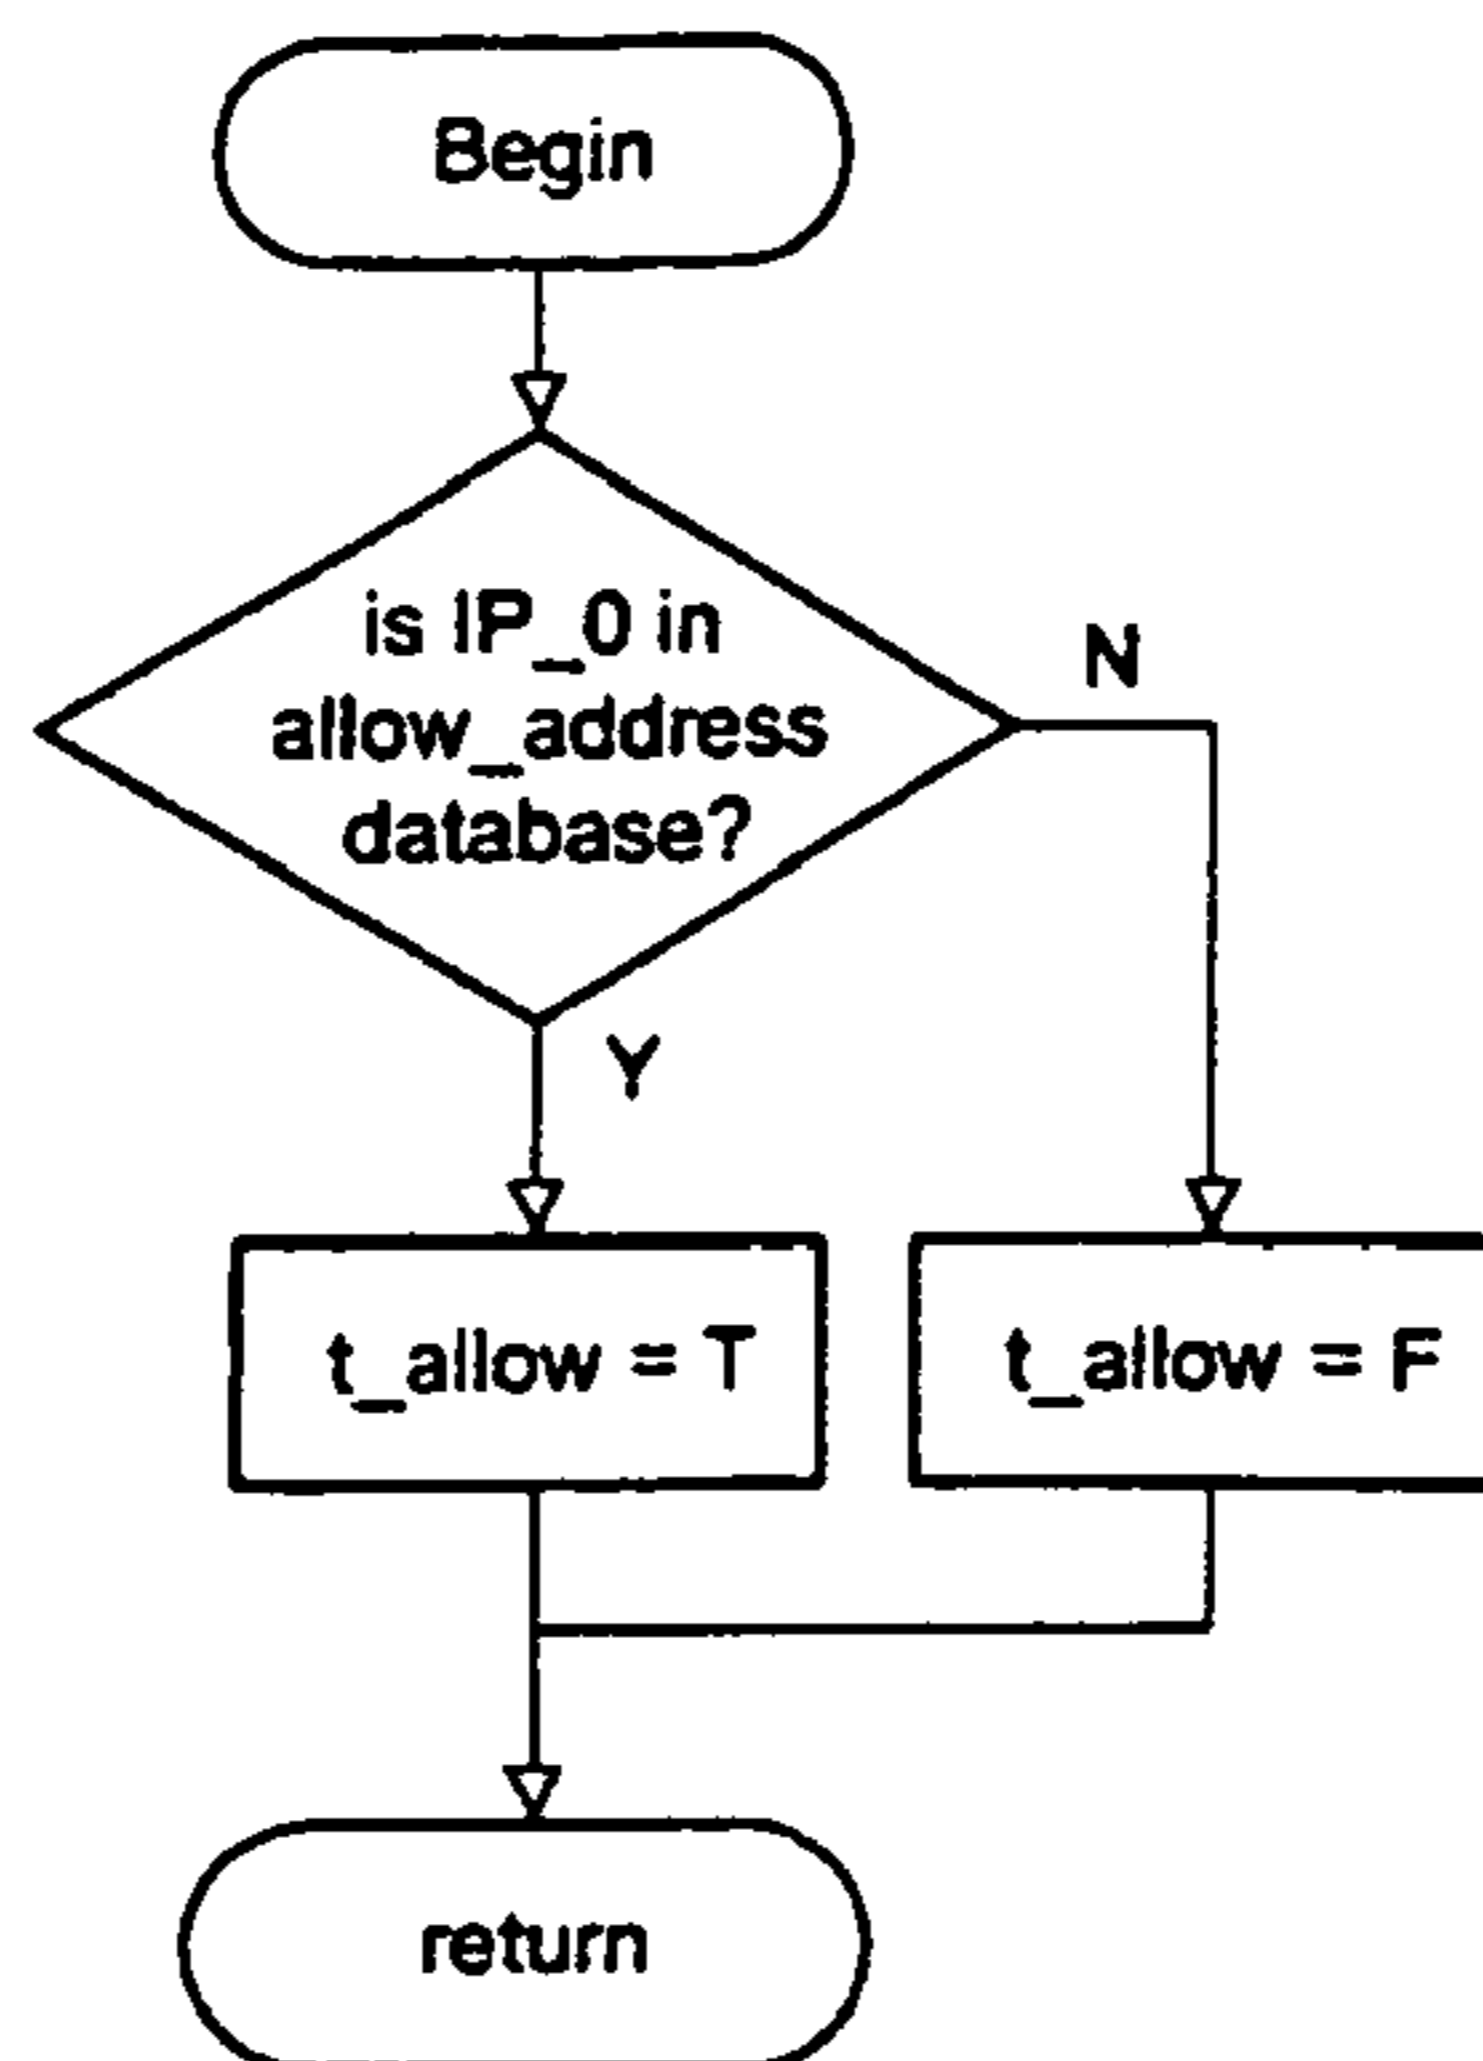 Begin
is IP_0 in
allow_address
database?
N
Y
t_allow = T
t_allow = F
return